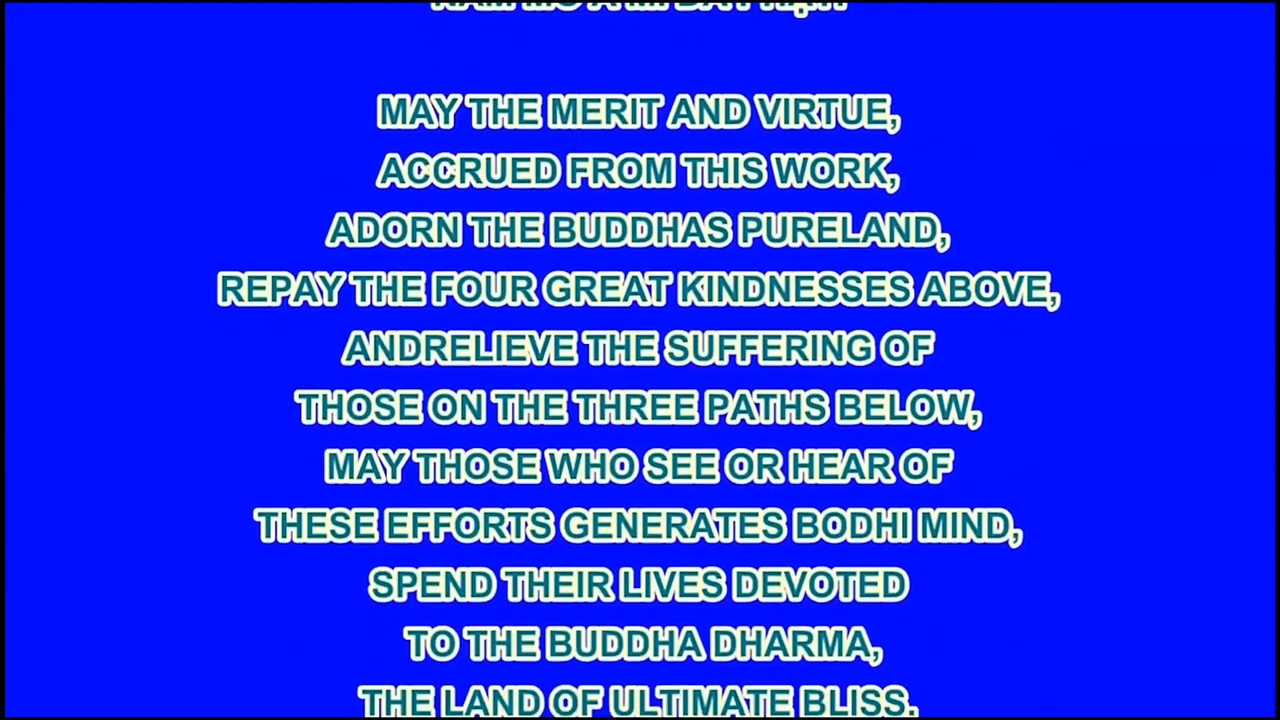 MAY THE MERIT AND VIRTUE,
ACCRUED FROM THIS WORK,
ADORN THE BUDDHAS PURELAND,
REPAY THE FOUR GREAT KINDNESSES ABOVE,
ANDRELIEVE THE SUFFERING OF
THOSE ON THE THREE PATHS BELOW,
MAY THOSE WHO SEE OR HEAR OF
THESE EFFORTS GENERATES BODHI MIND,
SPEND THEIR LIVES DEVOTED
TO THE BUDDHA DHARMA,
THE LAND OF ULTIMATE BLISS.